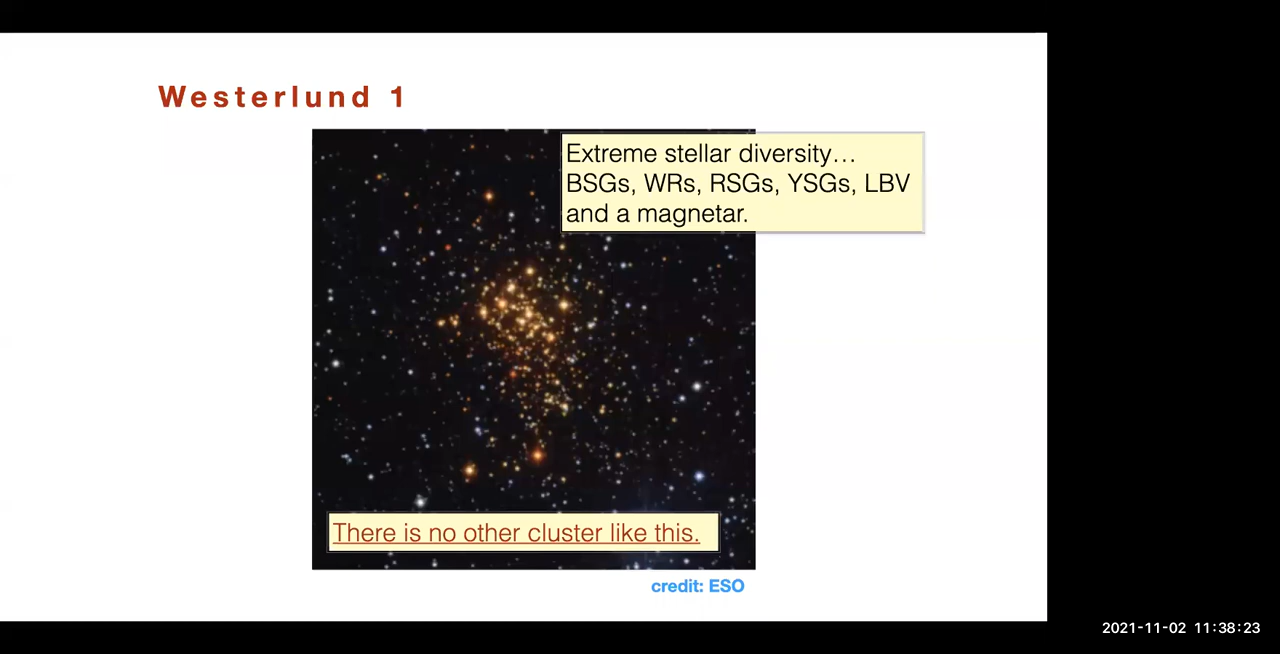 Westerlund 1
Extreme stellar diversity…
BSGs, WRs, RSGs, YSGs, LBV
and a magnetar.
There is no other cluster like this.
credit: ESO
2021-11-02 11:38:23